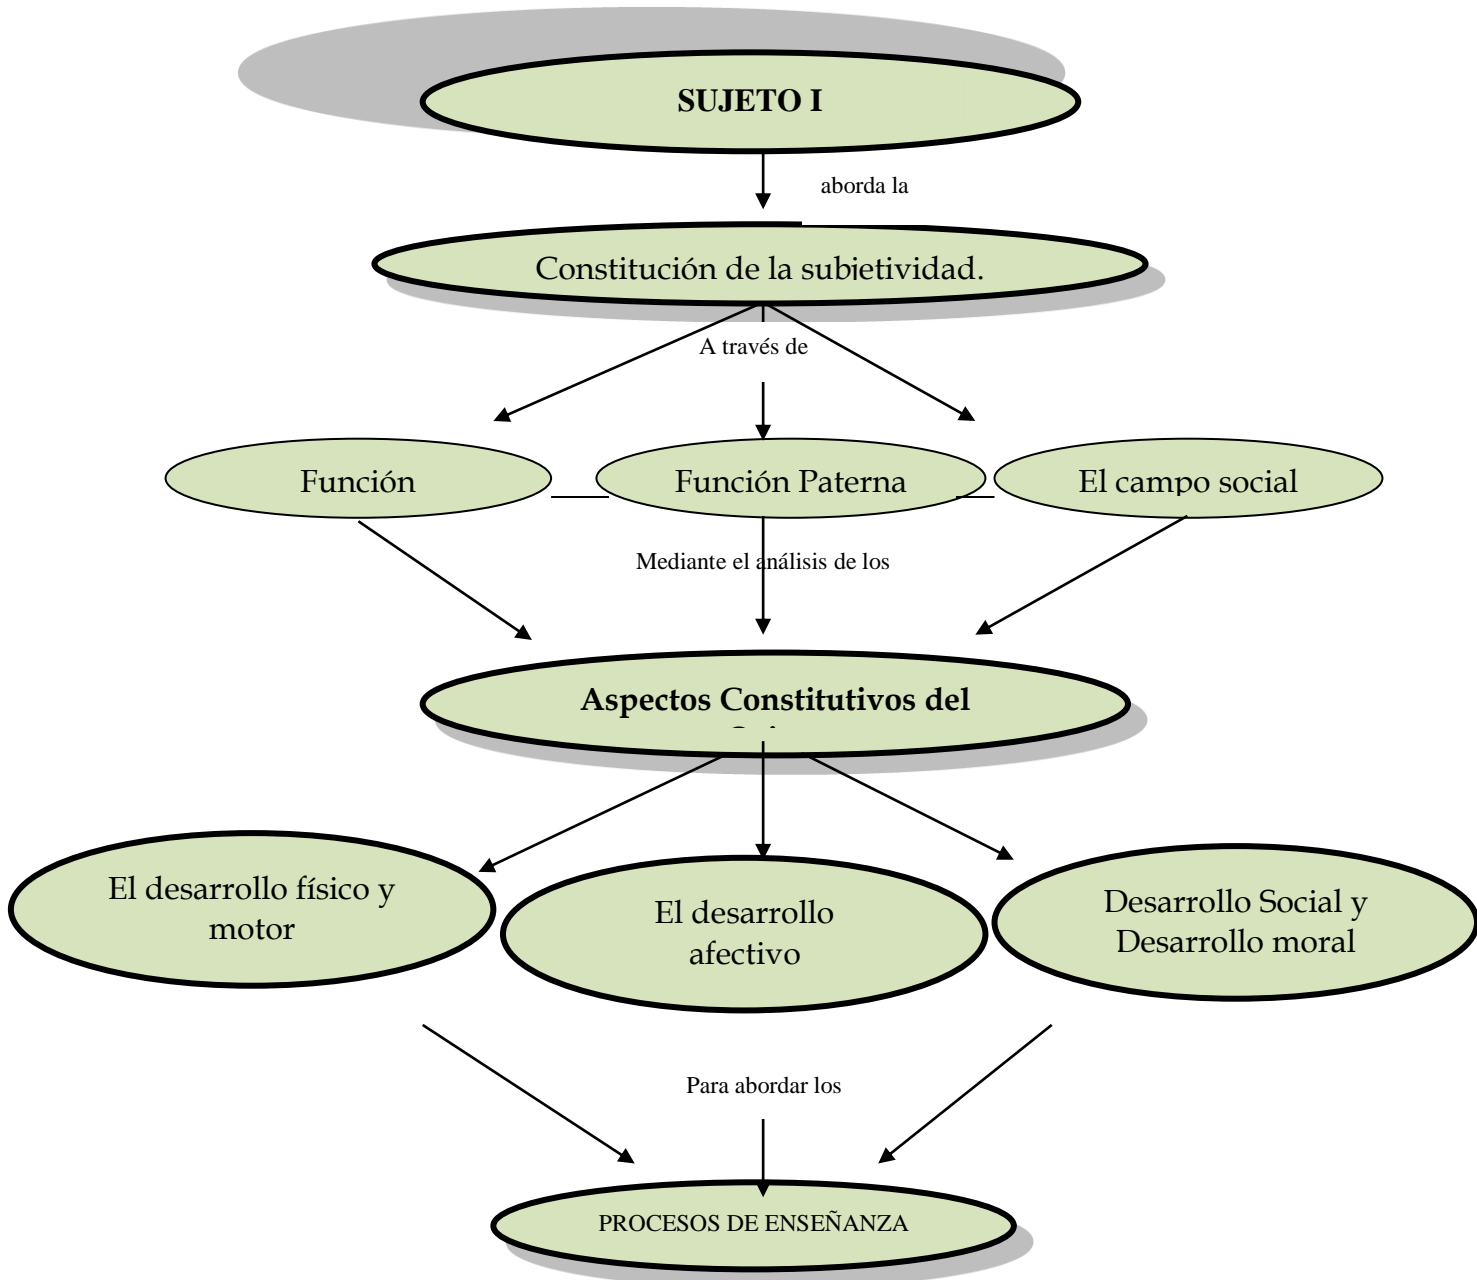 SUJETO I
aborda la
Constitución de la subjetividad.
A través de
Función
Función Paterna
El campo social
Mediante el análisis de los
Aspectos Constitutivos del
El desarrollo físico y
motor
El desarrollo
afectivo
Desarrollo Social y
Desarrollo moral
Para abordar los
PROCESOS DE ENSEÑANZA